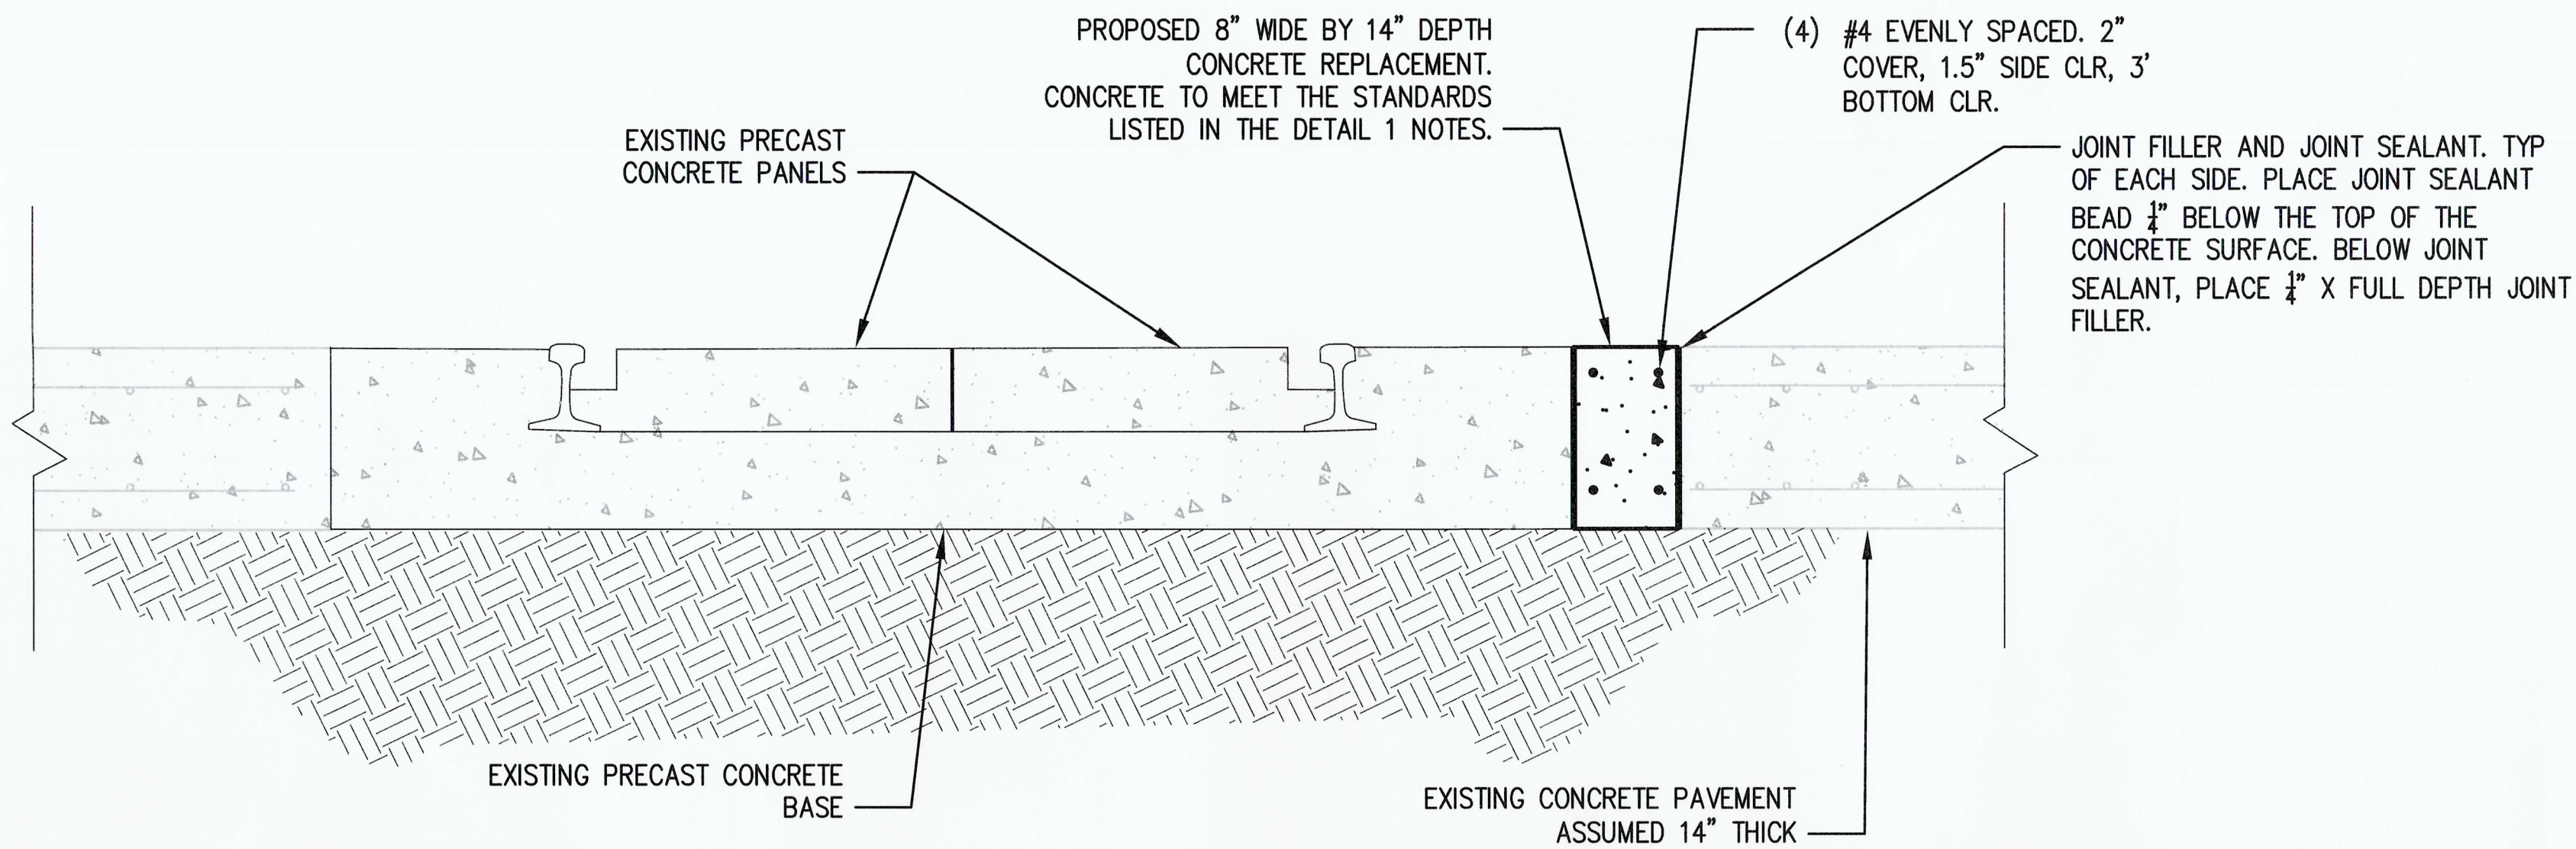 PROPOSED 8" WIDE BY 14" DEPTH
CONCRETE REPLACEMENT.
CONCRETE TO MEET THE STANDARDS
LISTED IN THE DETAIL 1 NOTES.
(4) #4 EVENLY SPACED. 2"
COVER, 1.5" SIDE CLR, 3'
BOTTOM CLR.
EXISTING PRECAST
CONCRETE PANELS
JOINT FILLER AND JOINT SEALANT. TYP
OF EACH SIDE. PLACE JOINT SEALANT
BEAD 1/4" BELOW THE TOP OF THE
CONCRETE SURFACE. BELOW JOINT
SEALANT, PLACE 1/4" X FULL DEPTH JOINT
FILLER.
EXISTING PRECAST CONCRETE
BASE
EXISTING CONCRETE PAVEMENT
ASSUMED 14" THICK